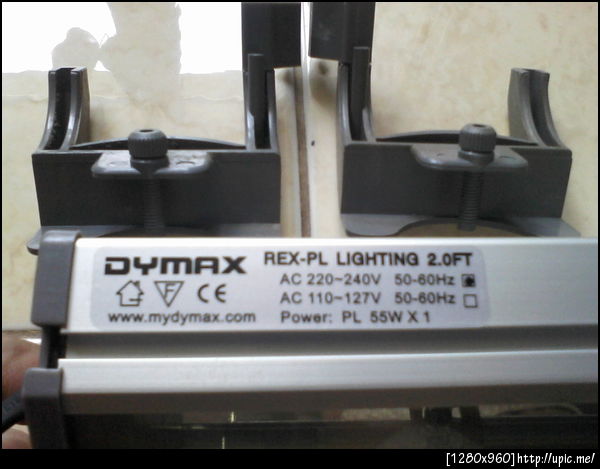 DYMAX
REX-PL LIGHTING 2.0FT
AC 220~240V 50-60Hz
AC 110~127V 50-60Hz
F CE
www.mydymax.com
Power: PL 55W X 1
[1280x960]http://upic.me/